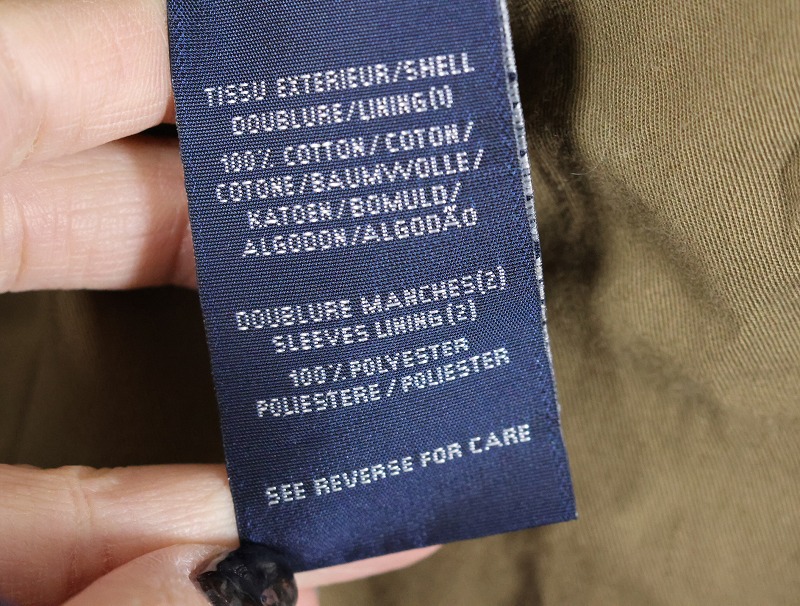 TISSU EXTERIEUR/SHELL
DOUBLURE/LINING(1)
100% COTTON/COTON/
COTONE/BAUMWOLLE/
KATOEN/BOMULD/
ALGODON/ALGODÃO
DOUBLURE MANCHES(2)
SLEEVES LINING(2)
100% POLYESTER
POLIESTERE/POLIESTER
SEE REVERSE FOR CARE